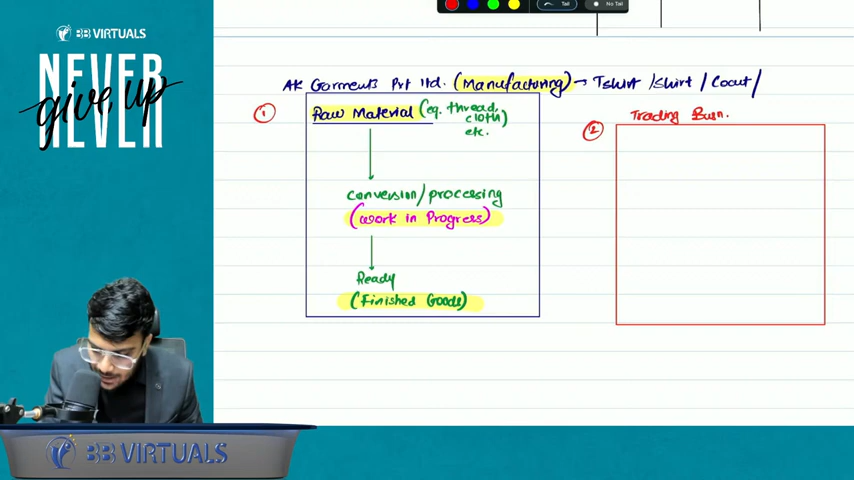 BB VIRTUALS
NEVER
give up
NEVER
Tail
No Tail
AK Garments Pvt ltd. (Manufacturing) → Tshirt /shirt / Coat/
1
Raw Material (eg. thread,
cloth)
etc.
conversion/processing
(work in Progress)
Ready
(Finished Goods)
2
Trading Busn.
BB VIRTUALS